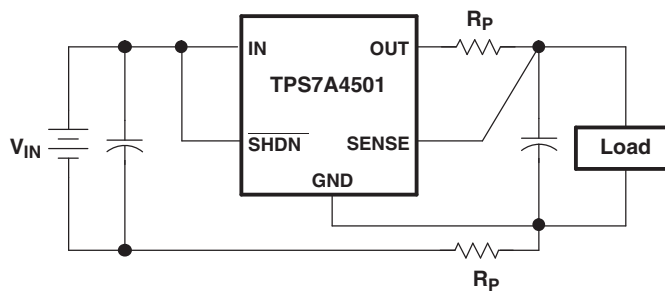 R_P
IN
OUT
TPS7A4501
V_IN
SHDN
SENSE
Load
GND
R_P